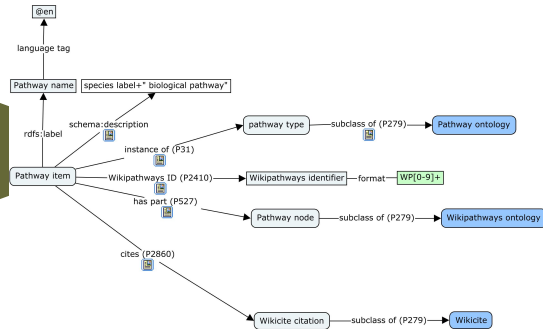 @en
language tag
Pathway name
species label+" biological pathway"
schema:description
rdfs:label
pathway type
subclass of (P279)
Pathway ontology
instance of (P31)
Pathway item
Wikipathways ID (P2410)
Wikipathways identifier
format
WP[0-9]+
has part (P527)
Pathway node
subclass of (P279)
Wikipathways ontology
cites (P2860)
Wikicite citation
subclass of (P279)
Wikicite